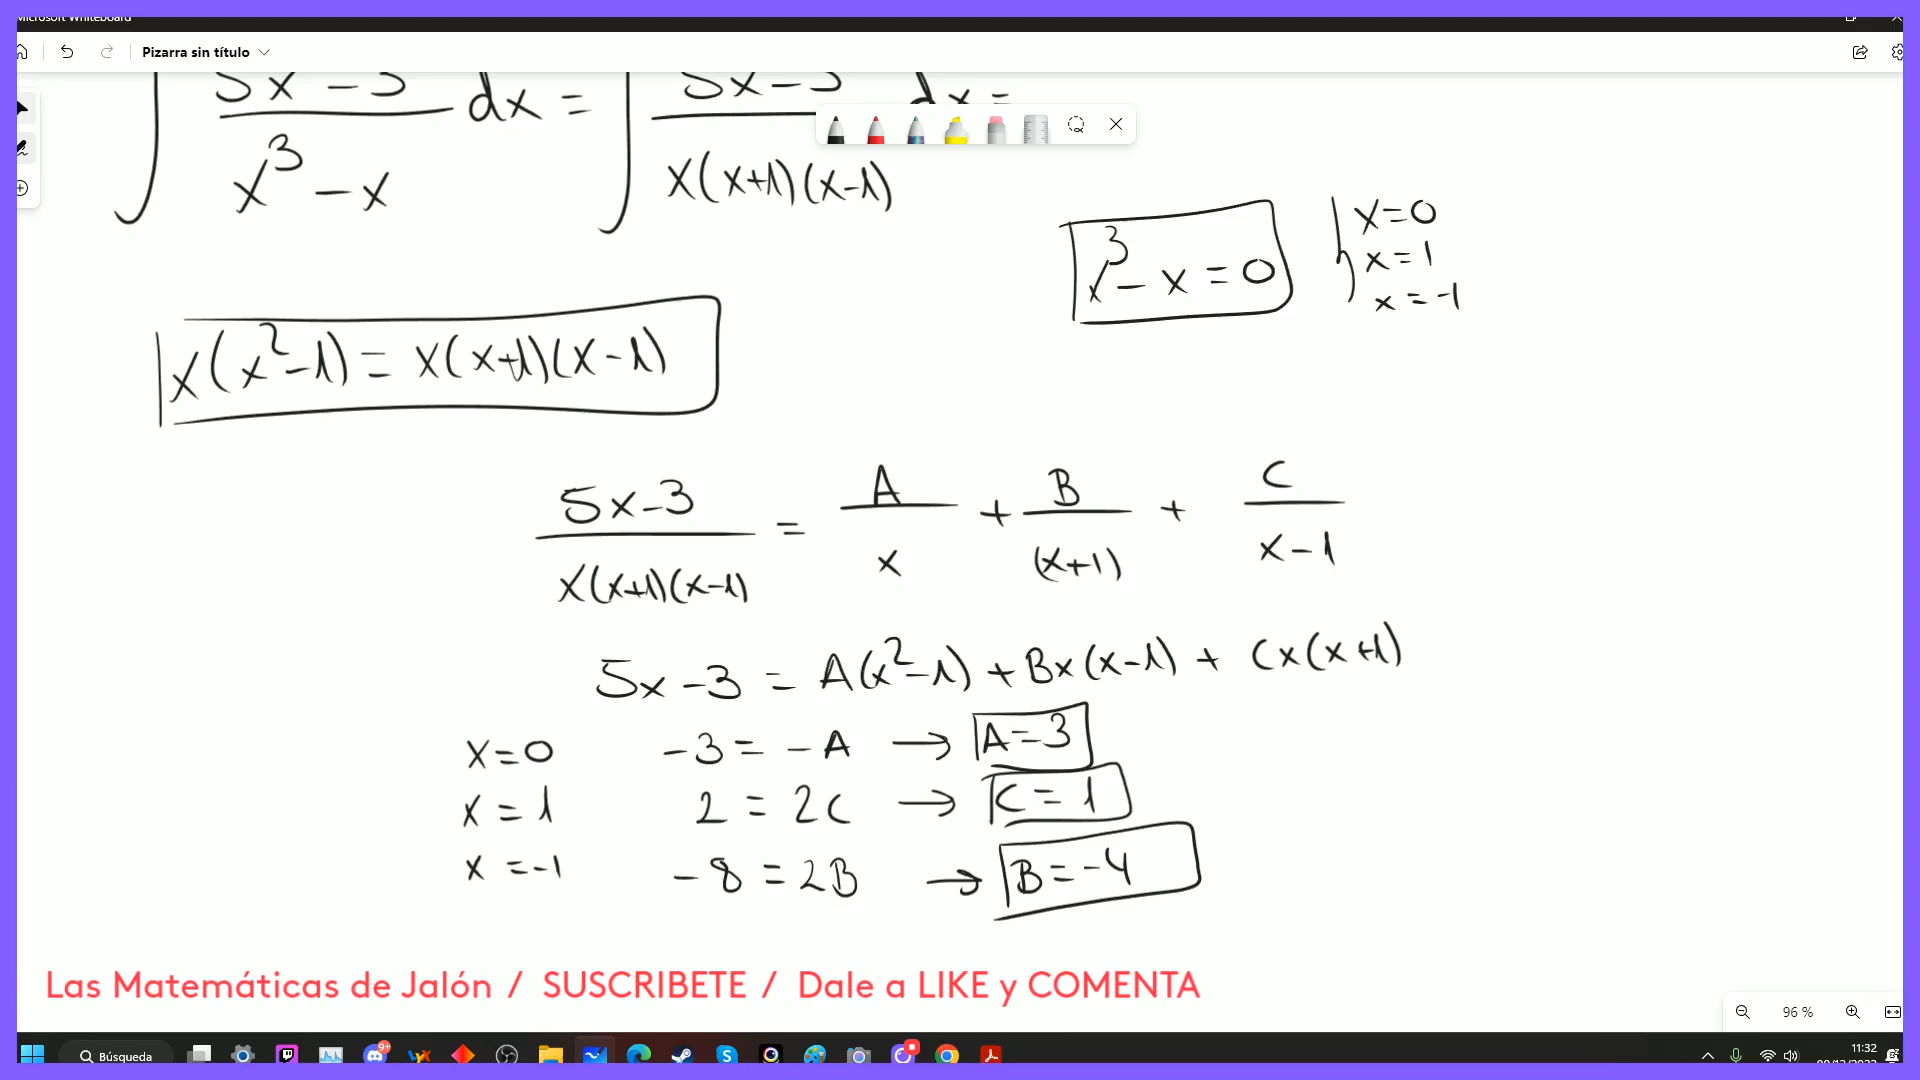 Microsoft Whiteboard
Pizarra sin título
∫ 5x - 3 / x³ - x dx = ∫ 5x - 3 / x(x+1)(x-1) dx =
x³ - x = 0
x = 0
x = 1
x = -1
x(x² - 1) = x(x+1)(x-1)
5x - 3 / x(x+1)(x-1) = A / x + B / (x+1) + C / x - 1
5x - 3 = A(x² - 1) + Bx(x-1) + Cx(x+1)
x = 0 -3 = -A → A = 3
x = 1 2 = 2C → C = 1
x = -1 -8 = 2B → B = -4
Las Matemáticas de Jalón / SUSCRIBETE / Dale a LIKE y COMENTA
96 %
Búsqueda
9+
11:32